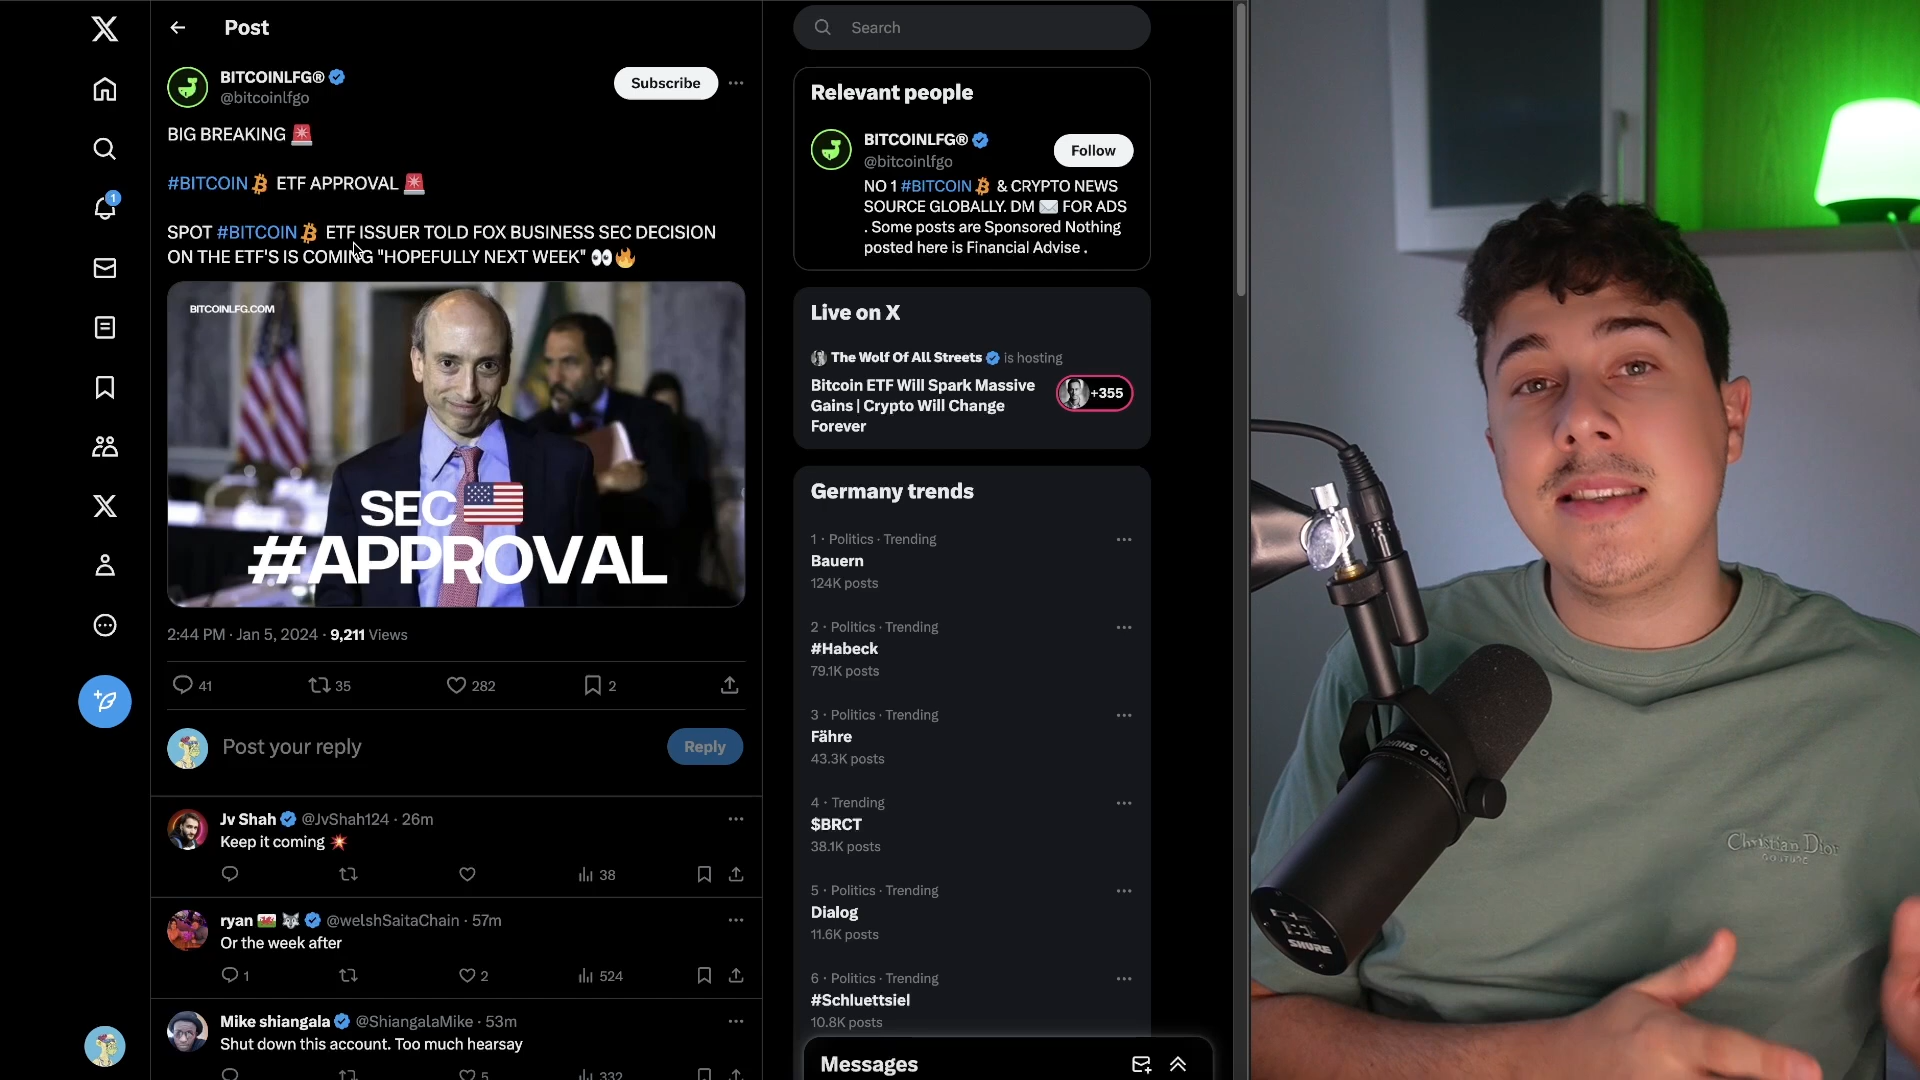 Post
BITCOINLFG®
@bitcoinlfgo
Subscribe
BIG BREAKING 🚨
#BITCOIN ETF APPROVAL 🚨
SPOT #BITCOIN ETF ISSUER TOLD FOX BUSINESS SEC DECISION
ON THE ETF'S IS COMING "HOPEFULLY NEXT WEEK" 👀🔥
BITCOINLFG.COM
SEC 🇺🇸
#APPROVAL
2:44 PM · Jan 5, 2024 · 9,211 Views
41 35 282 2
Post your reply
Reply
Jv Shah @JvShah124 · 26m
Keep it coming 💥
38
ryan 🏴󠁧󠁢󠁷󠁬󠁳󠁿 🐺 @welshSaitaChain · 57m
Or the week after
1 2 524
Mike shiangala @ShiangalaMike · 53m
Shut down this account. Too much hearsay
5 332
1
Search
Relevant people
BITCOINLFG®
@bitcoinlfgo
Follow
NO 1 #BITCOIN & CRYPTO NEWS
SOURCE GLOBALLY. DM ✉️ FOR ADS
. Some posts are Sponsored Nothing
posted here is Financial Advise .
Live on X
The Wolf Of All Streets is hosting
Bitcoin ETF Will Spark Massive
Gains | Crypto Will Change
Forever
+355
Germany trends
1 · Politics · Trending
Bauern
124K posts
2 · Politics · Trending
#Habeck
79.1K posts
3 · Politics · Trending
Fähre
43.3K posts
4 · Trending
$BRCT
38.1K posts
5 · Politics · Trending
Dialog
11.6K posts
6 · Politics · Trending
#Schluettsiel
10.8K posts
Messages
SHURE
Christian Dior
SHURE